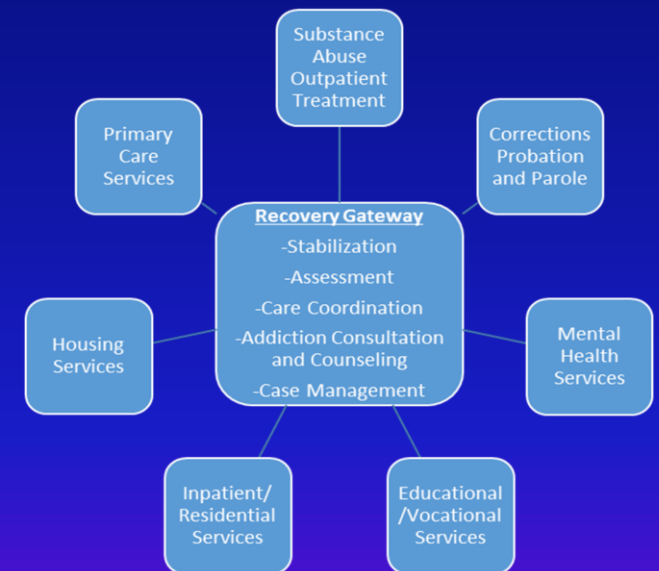 Substance
Abuse
Outpatient
Treatment
Primary
Care
Services
Corrections
Probation
and Parole
Recovery Gateway
-Stabilization
-Assessment
-Care Coordination
-Addiction Consultation
and Counseling
-Case Management
Housing
Services
Mental
Health
Services
Inpatient/
Residential
Services
Educational
/Vocational
Services